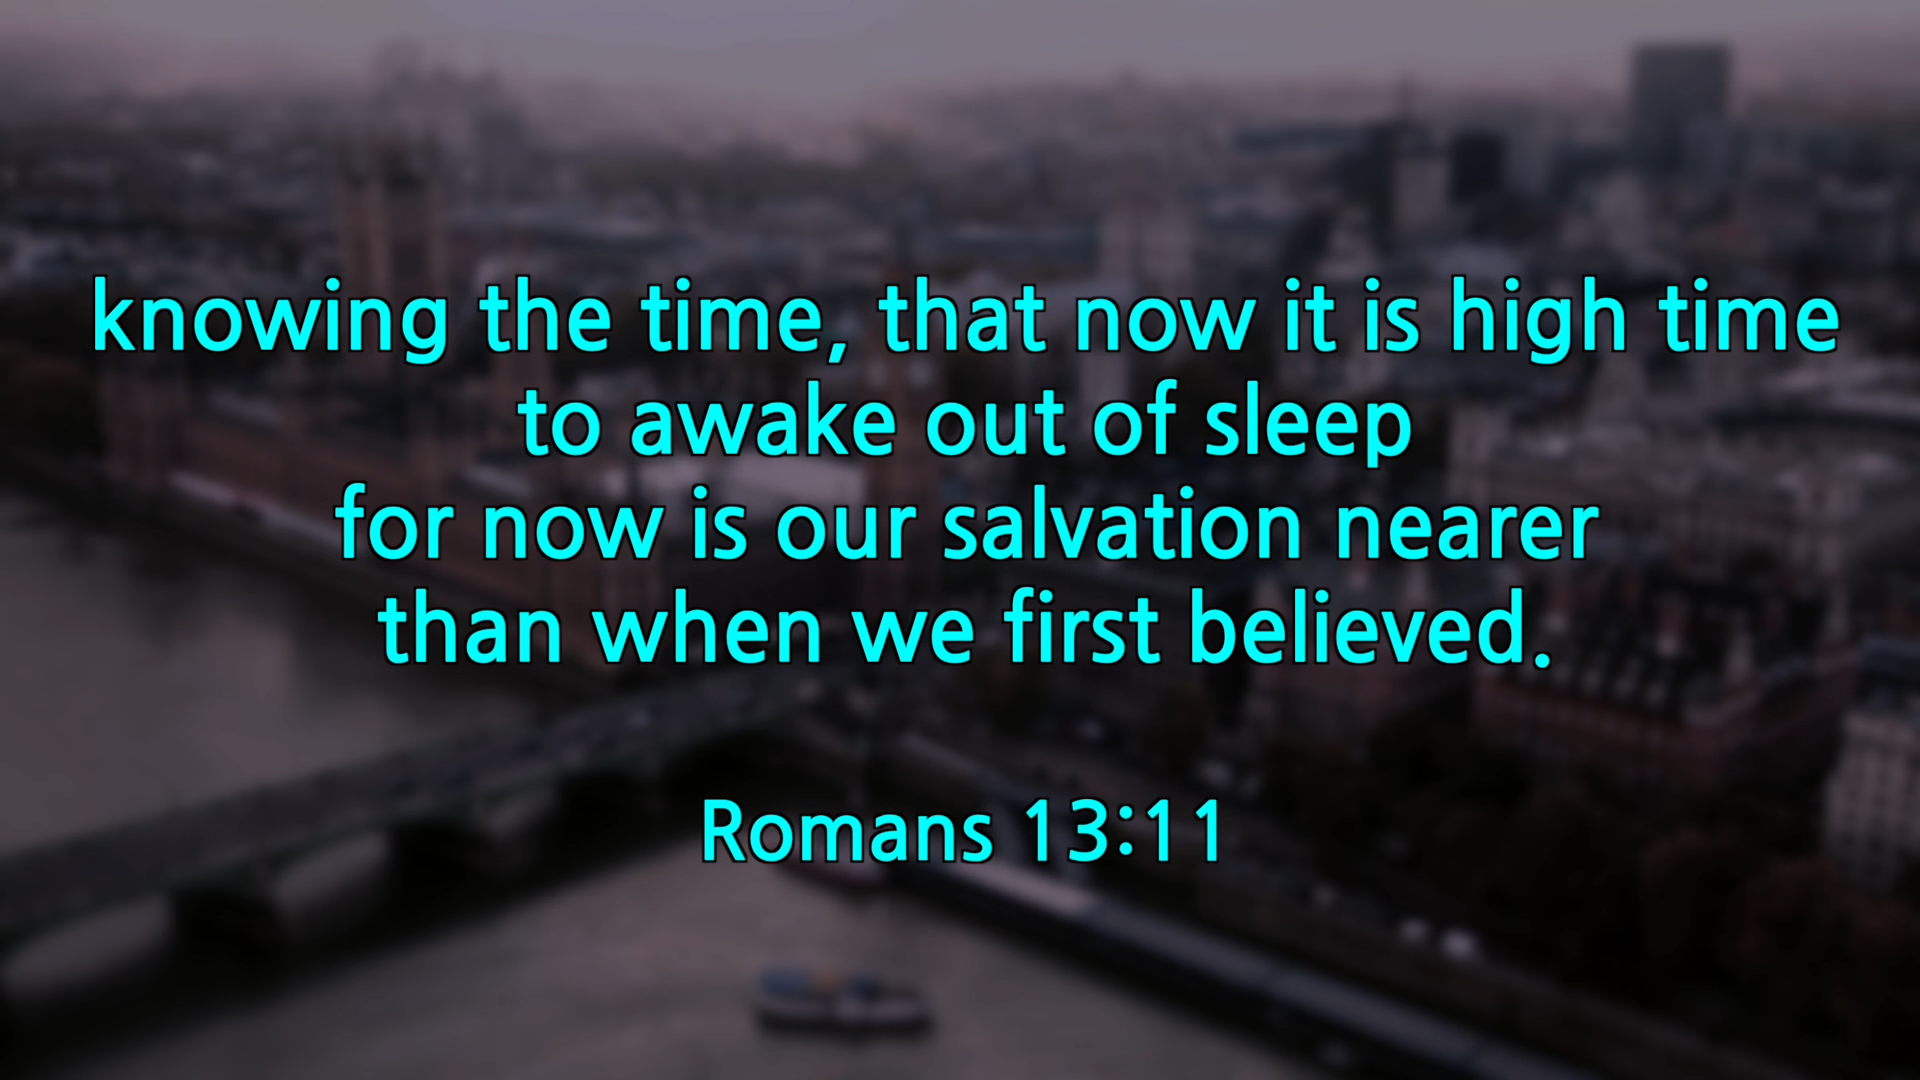 knowing the time, that now it is high time
to awake out of sleep
for now is our salvation nearer
than when we first believed.
Romans 13:11